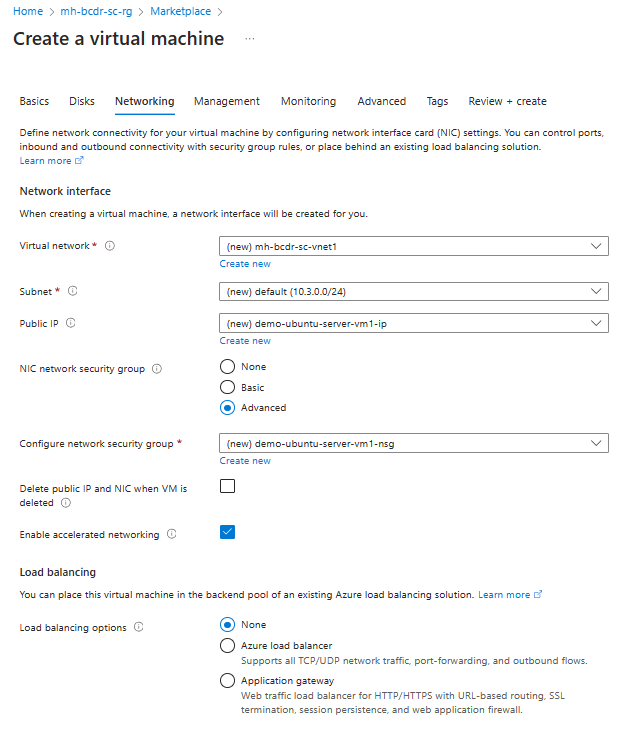 Home > mh-bcdr-sc-rg > Marketplace >
Create a virtual machine ...
Basics Disks Networking Management Monitoring Advanced Tags Review + create
Define network connectivity for your virtual machine by configuring network interface card (NIC) settings. You can control ports,
inbound and outbound connectivity with security group rules, or place behind an existing load balancing solution.
Learn more
Network interface
When creating a virtual machine, a network interface will be created for you.
Virtual network * (new) mh-bcdr-sc-vnet1
Create new
Subnet * (new) default (10.3.0.0/24)
Public IP (new) demo-ubuntu-server-vm1-ip
Create new
NIC network security group None
Basic
Advanced
Configure network security group * (new) demo-ubuntu-server-vm1-nsg
Create new
Delete public IP and NIC when VM is
deleted
Enable accelerated networking
Load balancing
You can place this virtual machine in the backend pool of an existing Azure load balancing solution. Learn more
Load balancing options None
Azure load balancer
Supports all TCP/UDP network traffic, port-forwarding, and outbound flows.
Application gateway
Web traffic load balancer for HTTP/HTTPS with URL-based routing, SSL
termination, session persistence, and web application firewall.